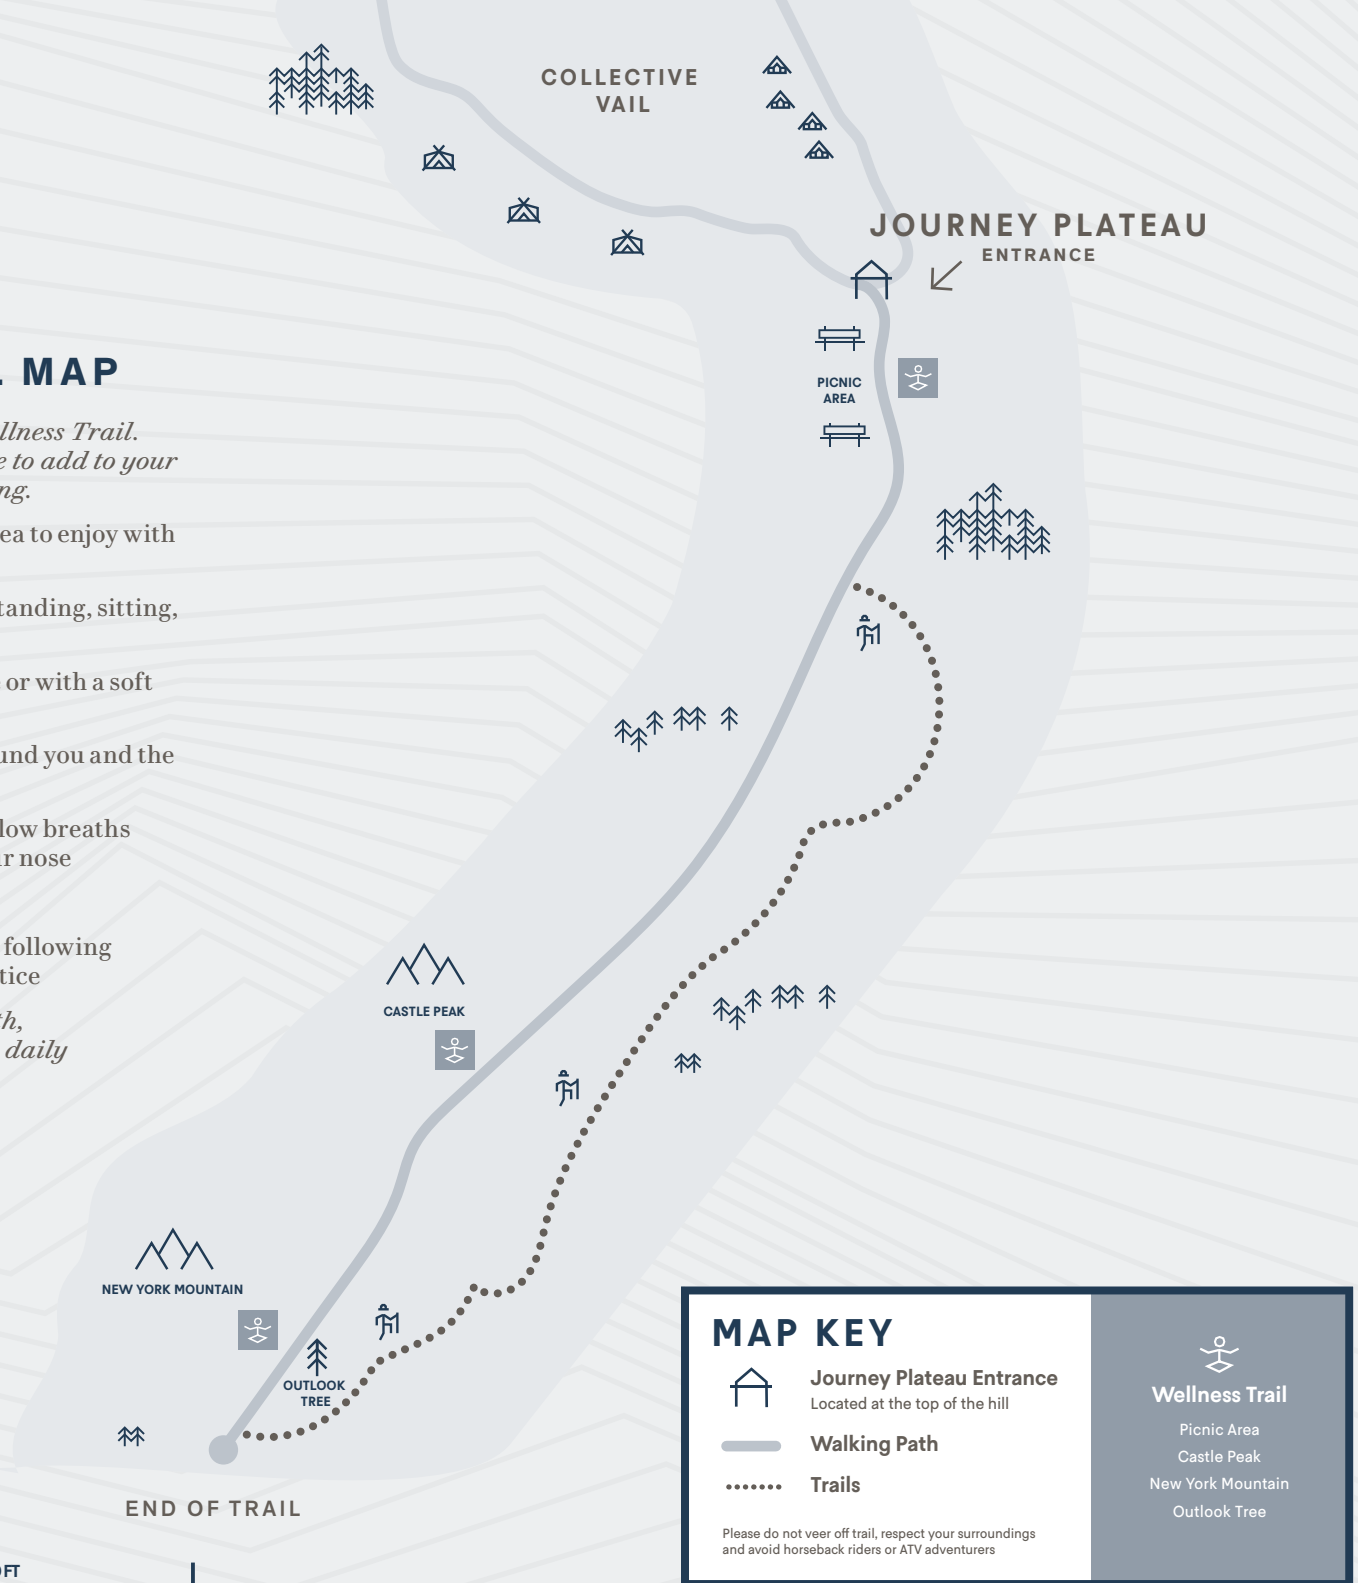 COLLECTIVE
VAIL
JOURNEY PLATEAU
ENTRANCE
MAP
llness Trail.
e to add to your
ng.
ea to enjoy with
tanding, sitting,
or with a soft
und you and the
low breaths
r nose
following
tice
th,
daily
PICNIC
AREA
CASTLE PEAK
NEW YORK MOUNTAIN
OUTLOOK
TREE
END OF TRAIL
OFT
MAP KEY
Journey Plateau Entrance
Located at the top of the hill
Walking Path
Trails
Please do not veer off trail, respect your surroundings
and avoid horseback riders or ATV adventurers
Wellness Trail
Picnic Area
Castle Peak
New York Mountain
Outlook Tree